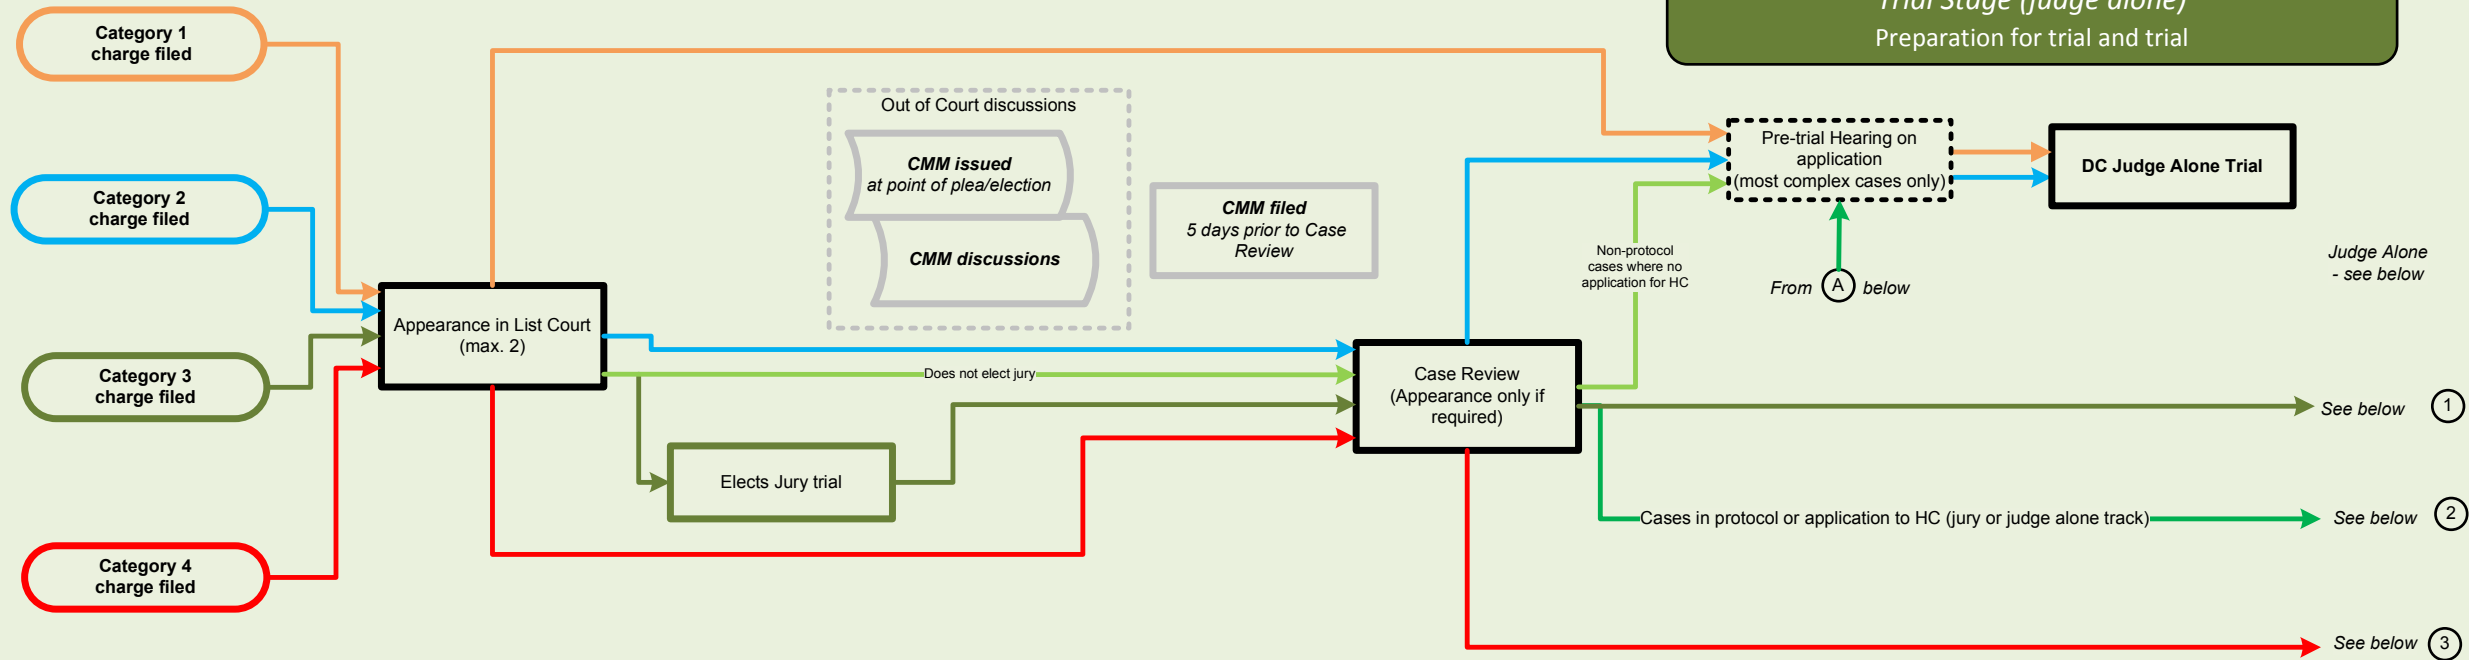 Trial Stage (judge alone)
Preparation for trial and trial
Category 1
charge filed
Out of Court discussions
CMM issued
at point of plea/election
CMM discussions
CMM filed
5 days prior to Case
Review
Pre-trial Hearing on
application
(most complex cases only)
DC Judge Alone Trial
Category 2
charge filed
Non-protocol
cases where no
application for HC
From A below
Judge Alone
- see below
Appearance in List Court
(max. 2)
Category 3
charge filed
Does not elect jury
Case Review
(Appearance only if
required)
See below 1
Elects Jury trial
Cases in protocol or application to HC (jury or judge alone track)
See below 2
Category 4
charge filed
See below 3